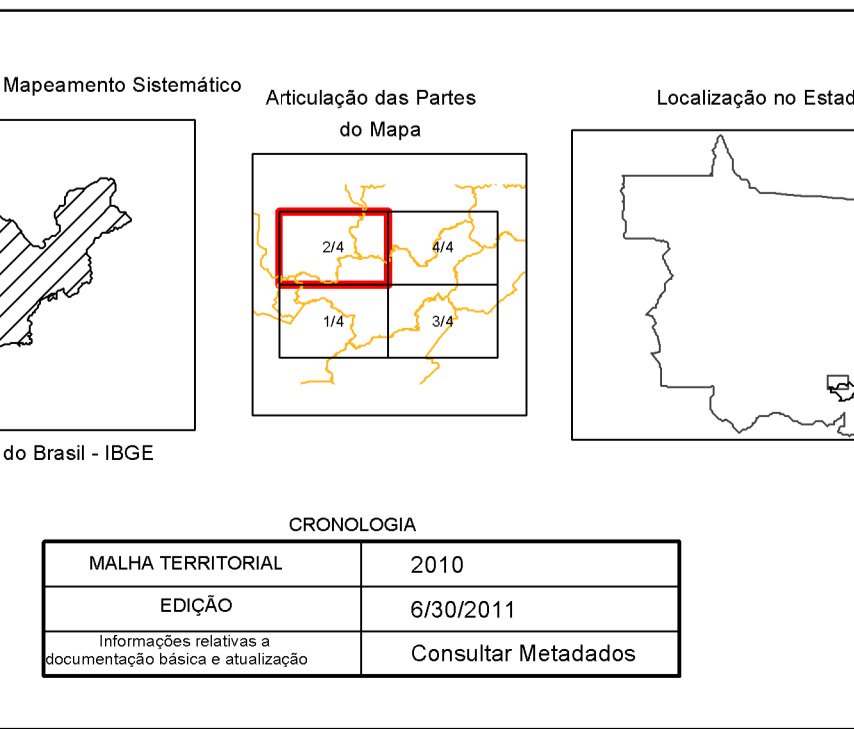 Mapeamento Sistemático
Articulação das Partes
do Mapa
Localização no Estad
2/4
4/4
1/4
3/4
do Brasil - IBGE
CRONOLOGIA
MALHA TERRITORIAL
2010
EDIÇÃO
6/30/2011
Informações relativas a
documentação básica e atualização
Consultar Metadados